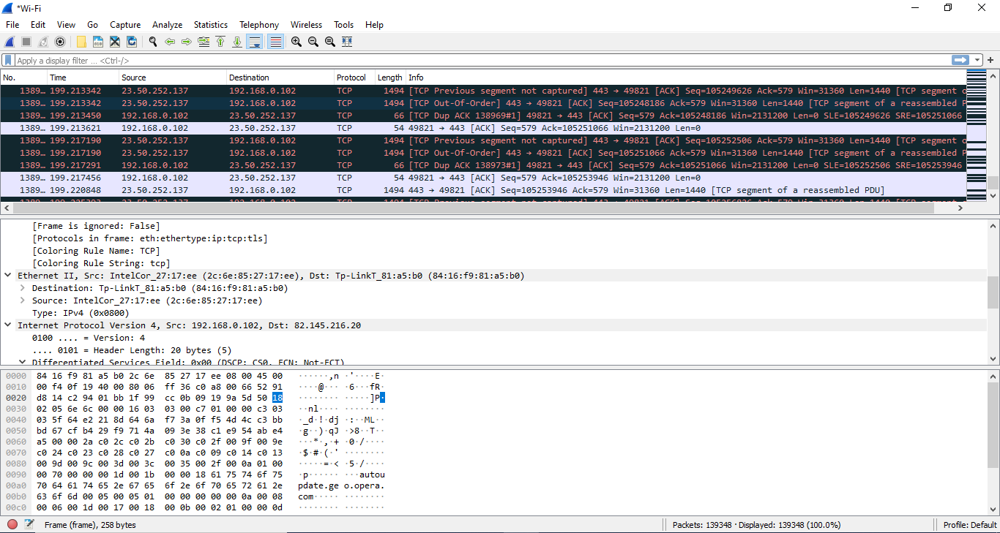 *Wi-Fi
File Edit View Go Capture Analyze Statistics Telephony Wireless Tools Help
Apply a display filter ... <Ctrl-/>
No. Time Source Destination Protocol Length Info
1389… 199.213342 23.50.252.137 192.168.0.102 TCP 1494 [TCP Previous segment not captured] 443 → 49821 [ACK] Seq=105249626 Ack=579 Win=31360 Len=1440 [TCP segment
1389… 199.213342 23.50.252.137 192.168.0.102 TCP 1494 [TCP Out-Of-Order] 443 → 49821 [ACK] Seq=105248186 Ack=579 Win=31360 Len=1440 [TCP segment of a reassembled
1389… 199.213450 192.168.0.102 23.50.252.137 TCP 66 [TCP Dup ACK 138969#1] 49821 → 443 [ACK] Seq=579 Ack=105248186 Win=2131200 Len=0 SLE=105249626 SRE=105251066
1389… 199.213621 192.168.0.102 23.50.252.137 TCP 54 49821 → 443 [ACK] Seq=579 Ack=105251066 Win=2131200 Len=0
1389… 199.217190 23.50.252.137 192.168.0.102 TCP 1494 [TCP Previous segment not captured] 443 → 49821 [ACK] Seq=105252506 Ack=579 Win=31360 Len=1440 [TCP segment
1389… 199.217190 23.50.252.137 192.168.0.102 TCP 1494 [TCP Out-Of-Order] 443 → 49821 [ACK] Seq=105251066 Ack=579 Win=31360 Len=1440 [TCP segment of a reassembled
1389… 199.217291 192.168.0.102 23.50.252.137 TCP 66 [TCP Dup ACK 138973#1] 49821 → 443 [ACK] Seq=579 Ack=105251066 Win=2131200 Len=0 SLE=105252506 SRE=105253946
1389… 199.217456 192.168.0.102 23.50.252.137 TCP 54 49821 → 443 [ACK] Seq=579 Ack=105253946 Win=2131200 Len=0
1389… 199.220848 23.50.252.137 192.168.0.102 TCP 1494 443 → 49821 [ACK] Seq=105253946 Ack=579 Win=31360 Len=1440 [TCP segment of a reassembled PDU]
[Frame is ignored: False]
[Protocols in frame: eth:ethertype:ip:tcp:tls]
[Coloring Rule Name: TCP]
[Coloring Rule String: tcp]
Ethernet II, Src: IntelCor_27:17:ee (2c:6e:85:27:17:ee), Dst: Tp-LinkT_81:a5:b0 (84:16:f9:81:a5:b0)
Destination: Tp-LinkT_81:a5:b0 (84:16:f9:81:a5:b0)
Source: IntelCor_27:17:ee (2c:6e:85:27:17:ee)
Type: IPv4 (0x0800)
Internet Protocol Version 4, Src: 192.168.0.102, Dst: 82.145.216.20
0100 .... = Version: 4
.... 0101 = Header Length: 20 bytes (5)
Differentiated Services Field: 0x00 (DSCP: CS0, ECN: Not-ECT)
0000 84 16 f9 81 a5 b0 2c 6e 85 27 17 ee 08 00 45 00 ······,n ·'····E·
0010 00 f4 0f 19 40 00 80 06 ff 36 c0 a8 00 66 52 91 ····@··· ·6···fR·
0020 d8 14 c2 94 01 bb 1f 99 cc 0b 09 19 9a 5d 50 18 ········ ·····]P·
0030 02 05 6e 6c 00 00 16 03 03 00 c7 01 00 00 c3 03 ··nl···· ········
0040 03 5f 64 e2 21 8d 64 6a f7 3a 0f f5 4d 4c c3 bb ·_d·!·dj ·:··ML··
0050 bd 67 cf b4 29 f9 71 4a 09 3e 38 c1 e9 54 ab e4 ·g··)·qJ ·>8··T··
0060 a5 00 00 2a c0 2c c0 2b c0 30 c0 2f 00 9f 00 9e ···*·,·+ ·0·/····
0070 c0 24 c0 23 c0 28 c0 27 c0 0a c0 09 c0 14 c0 13 ·$·#·(·' ········
0080 00 9d 00 9c 00 3d 00 3c 00 35 00 2f 00 0a 01 00 ·····=·< ·5·/····
0090 00 70 00 00 00 1d 00 1b 00 00 18 61 75 74 6f 75 ·p······ ···autou
00a0 70 64 61 74 65 2e 67 65 6f 2e 6f 70 65 72 61 2e pdate.ge o.opera.
00b0 63 6f 6d 00 05 00 05 01 00 00 00 00 00 0a 00 08 com····· ········
00c0 00 06 00 1d 00 17 00 18 00 0b 00 02 01 00 00 0d ········ ········
Frame (frame), 258 bytes Packets: 139348 · Displayed: 139348 (100.0%) Profile: Default